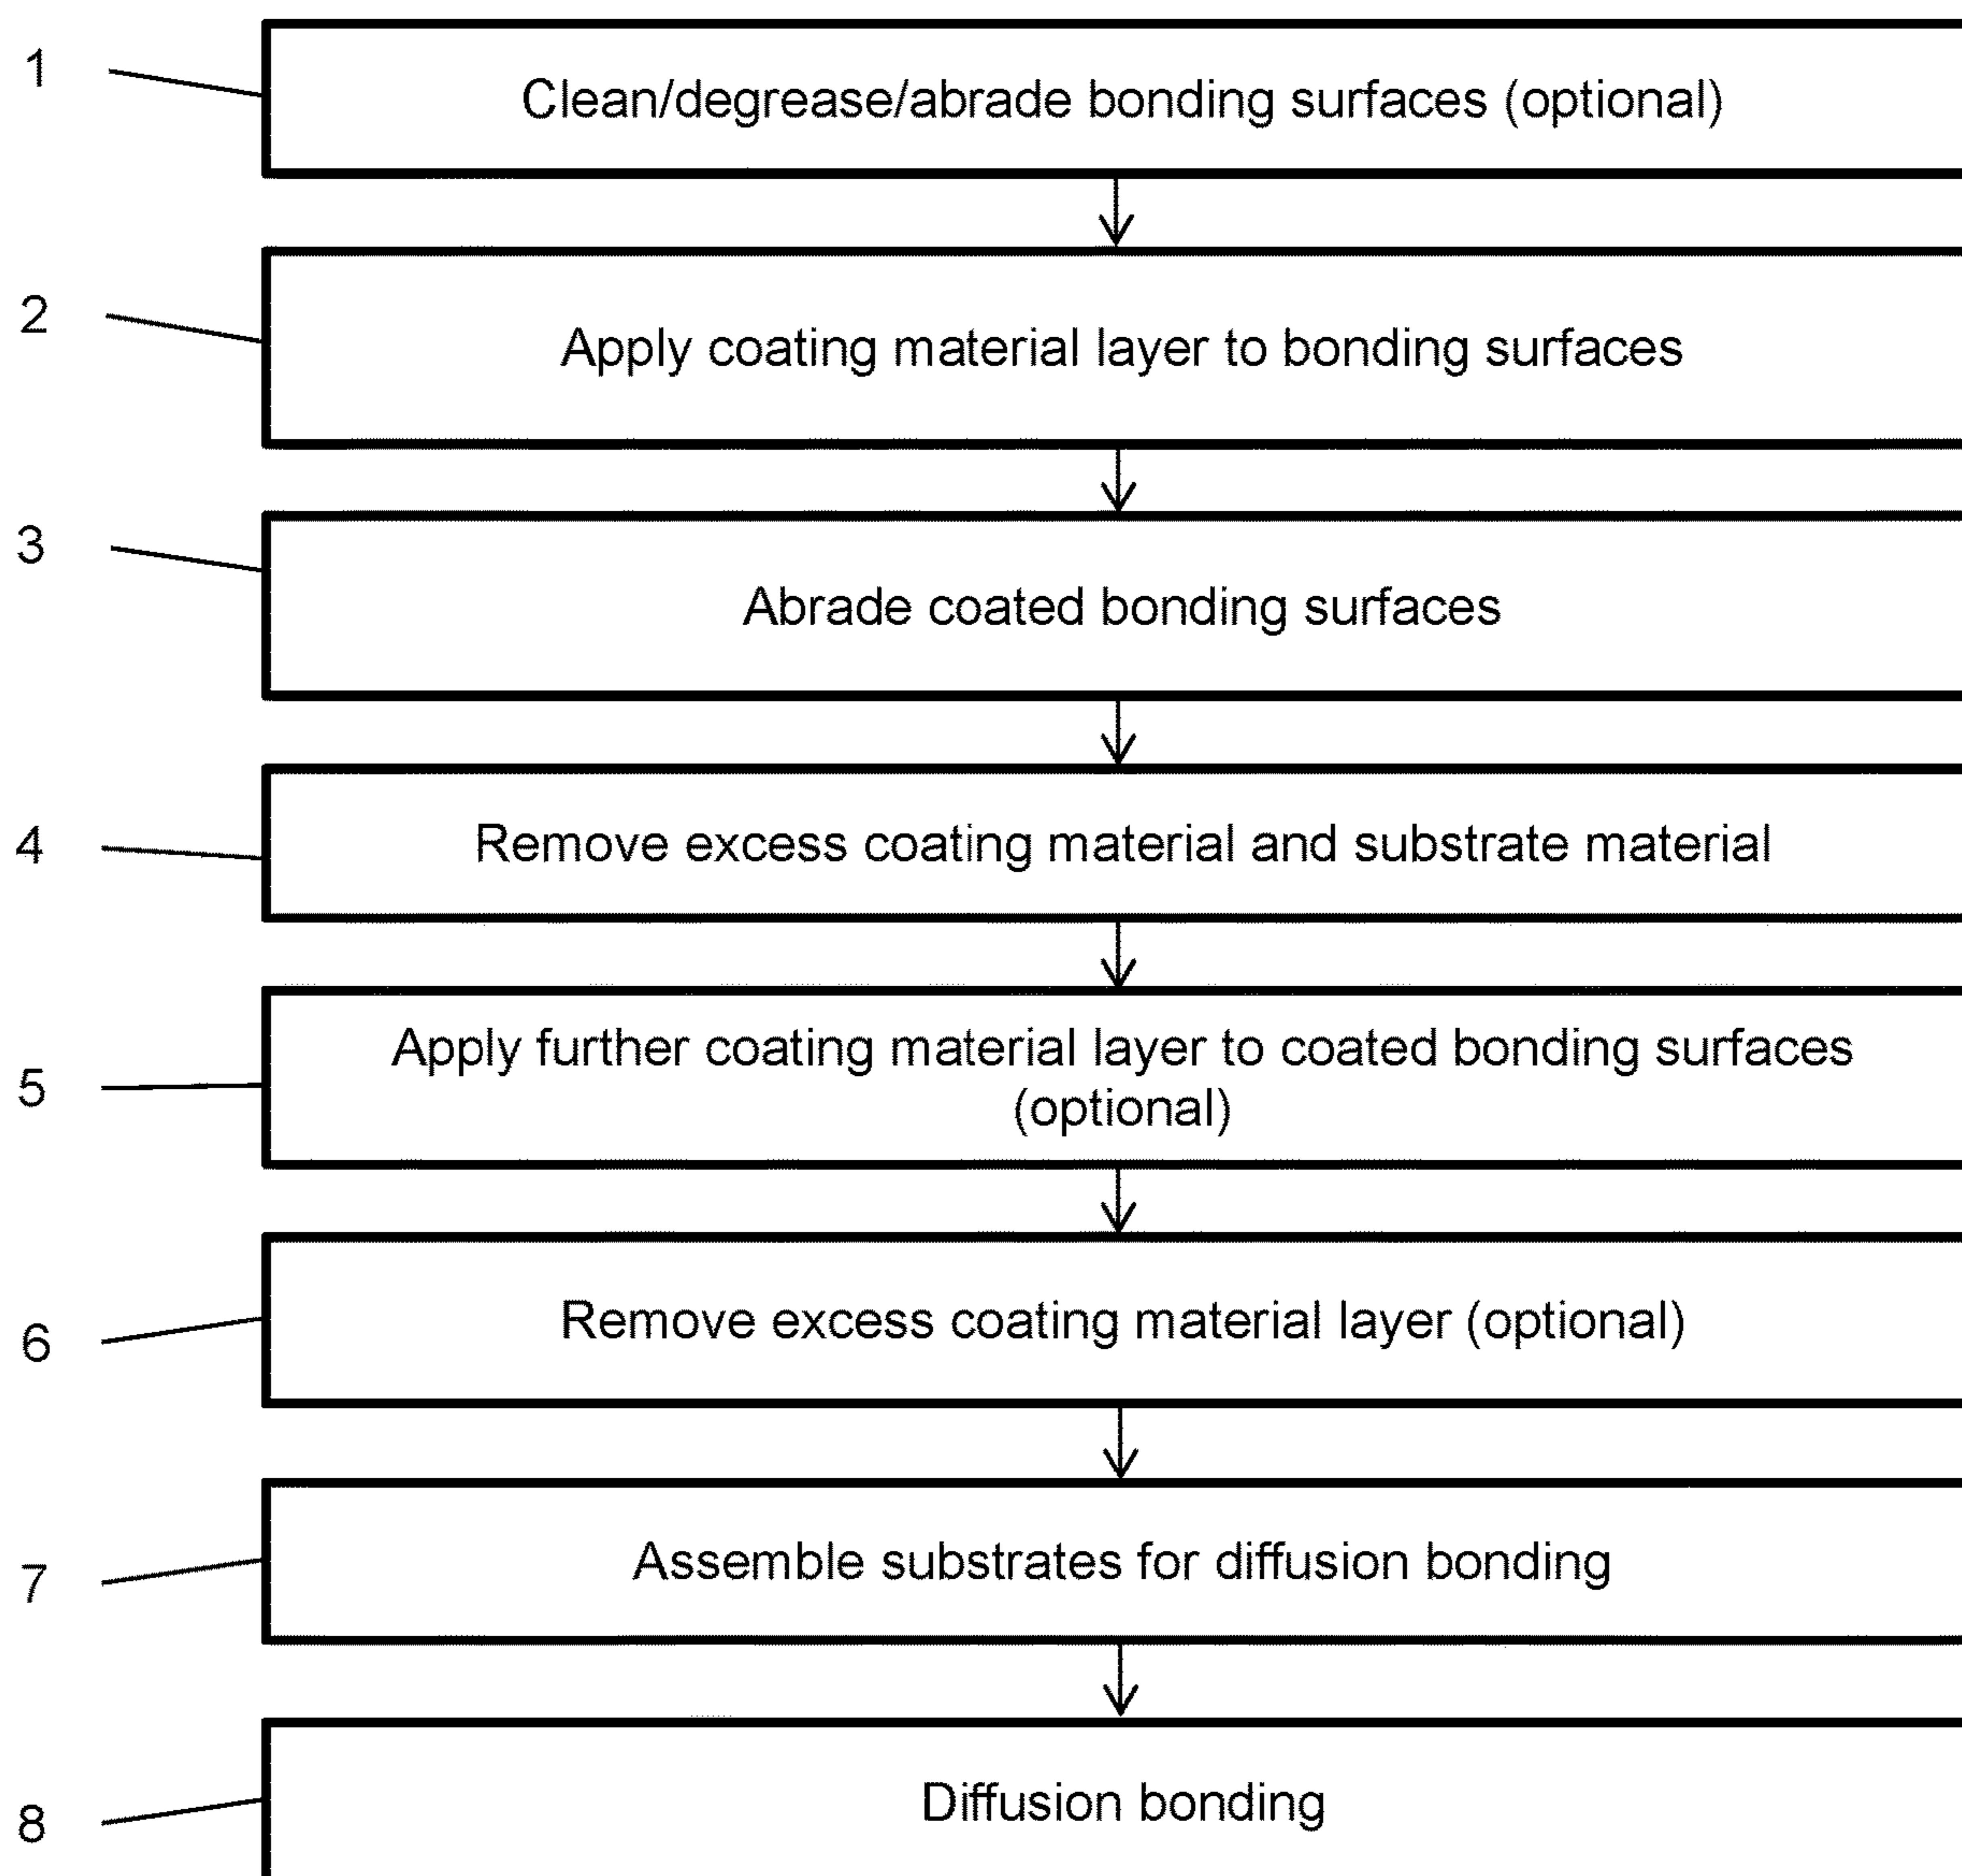 1
Clean/degrease/abrade bonding surfaces (optional)
2
Apply coating material layer to bonding surfaces
3
Abrade coated bonding surfaces
4
Remove excess coating material and substrate material
5
Apply further coating material layer to coated bonding surfaces
(optional)
6
Remove excess coating material layer (optional)
7
Assemble substrates for diffusion bonding
8
Diffusion bonding